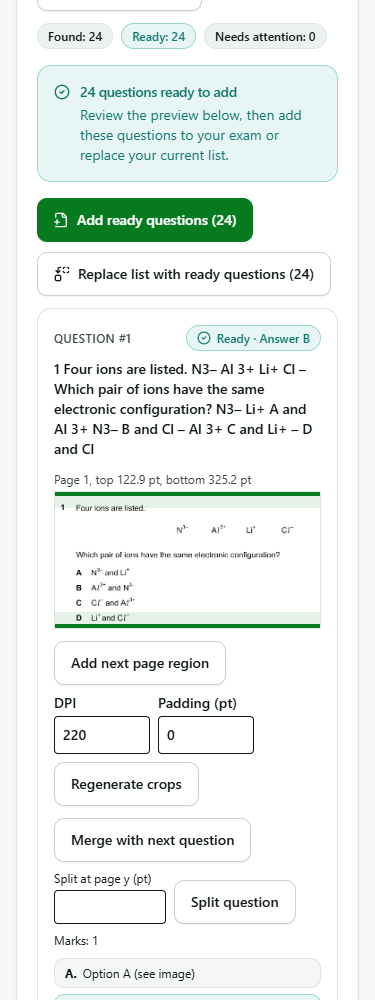 Found: 24 Ready: 24 Needs attention: 0
24 questions ready to add
Review the preview below, then add
these questions to your exam or
replace your current list.
Add ready questions (24)
Replace list with ready questions (24)
QUESTION #1 Ready · Answer B
1 Four ions are listed. N3– Al 3+ Li+ Cl –
Which pair of ions have the same
electronic configuration? N3– Li+ A and
Al 3+ N3– B and Cl – Al 3+ C and Li+ – D
and Cl
Page 1, top 122.9 pt, bottom 325.2 pt
1 Four ions are listed.
N³⁻ Al³⁺ Li⁺ Cl⁻
Which pair of ions have the same electronic configuration?
A N³⁻ and Li⁺
B Al³⁺ and N³⁻
C Cl⁻ and Al³⁺
D Li⁺ and Cl⁻
Add next page region
DPI Padding (pt)
220 0
Regenerate crops
Merge with next question
Split at page y (pt)
Split question
Marks: 1
A. Option A (see image)